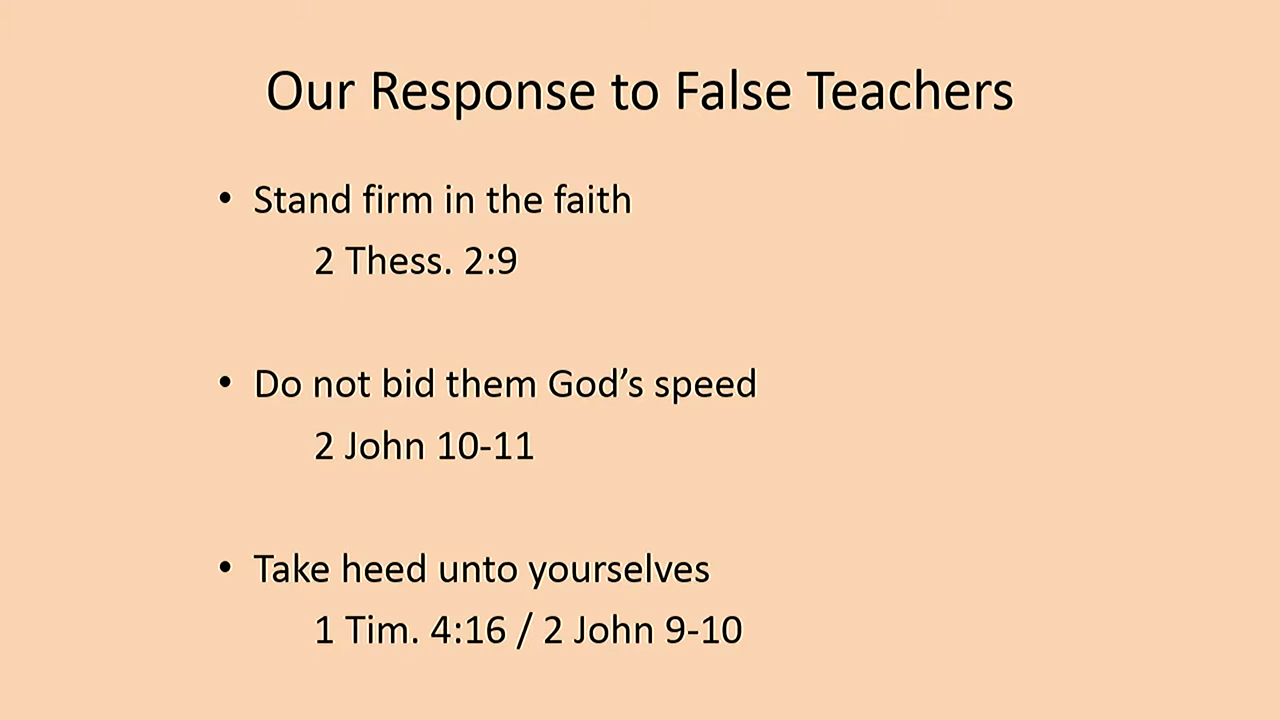 Our Response to False Teachers
• Stand firm in the faith
2 Thess. 2:9
• Do not bid them God’s speed
2 John 10-11
• Take heed unto yourselves
1 Tim. 4:16 / 2 John 9-10